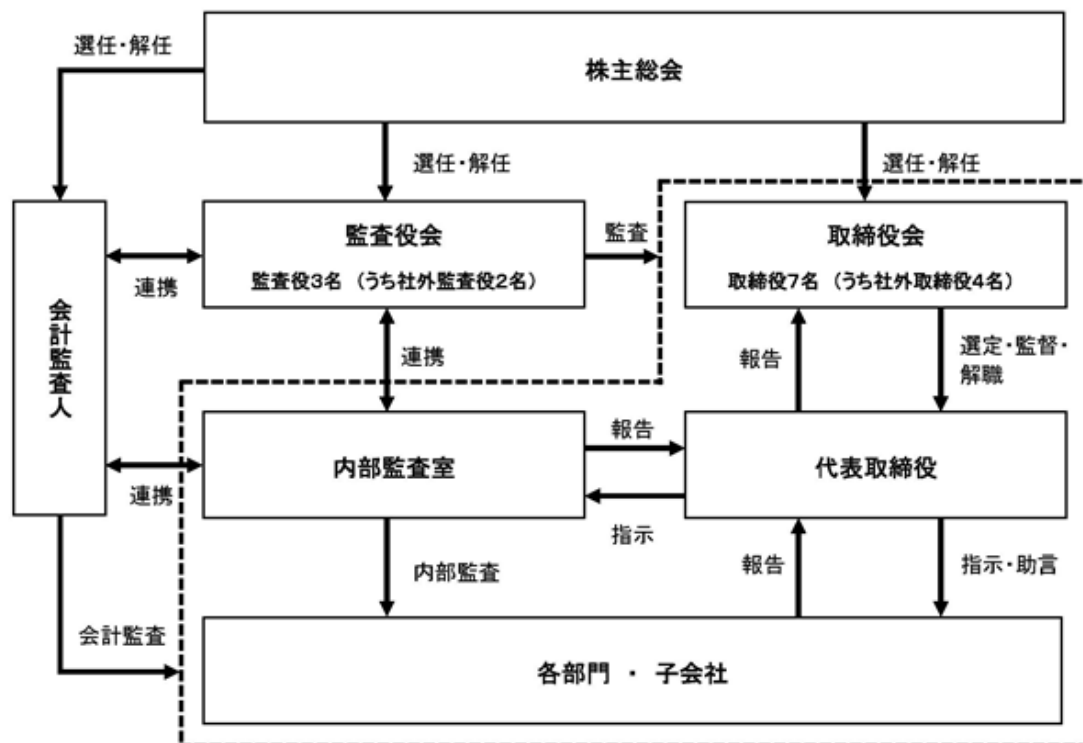 選任・解任
株主総会
選任・解任
選任・解任
監査役会
監査役3名 (うち社外監査役2名)
監査
取締役会
取締役7名 (うち社外取締役4名)
連携
会計監査人
連携
報告
選定・監督・
解職
内部監査室
報告
代表取締役
連携
指示
内部監査
報告
指示・助言
会計監査
各部門 ・ 子会社